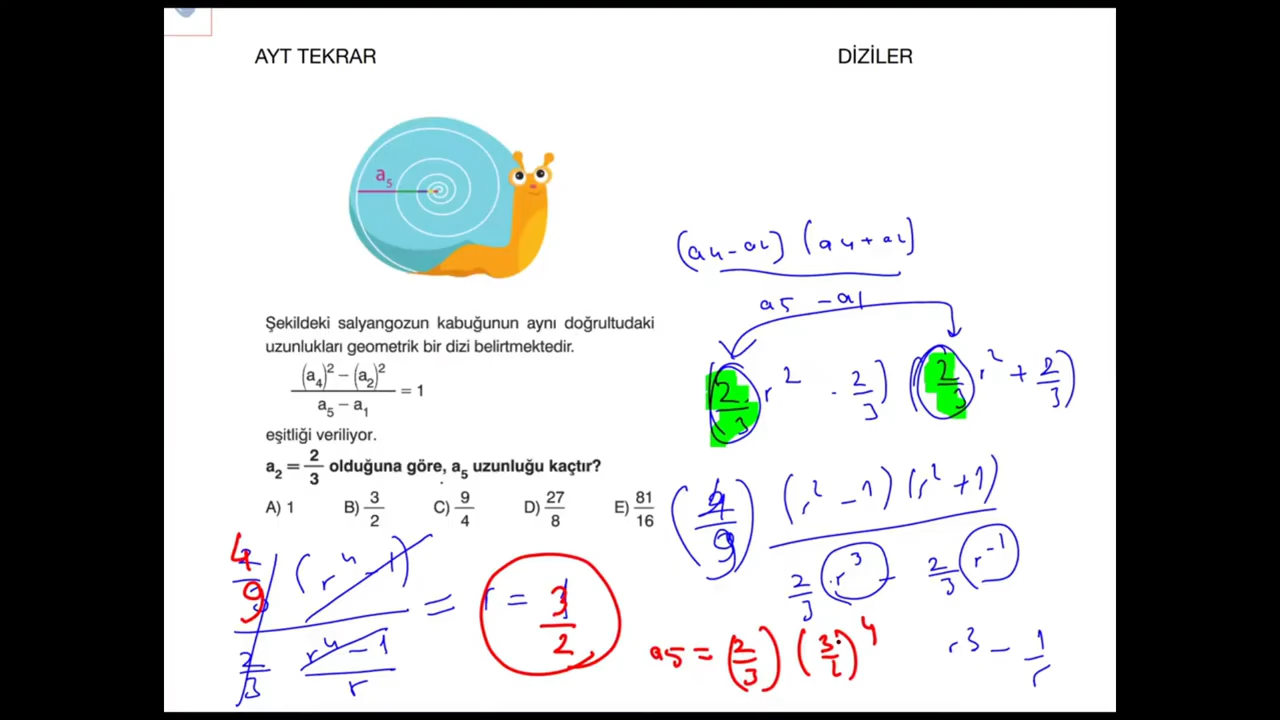 AYT TEKRAR
DİZİLER
a₅
Şekildeki salyangozun kabuğunun aynı doğrultudaki
uzunlukları geometrik bir dizi belirtmektedir.
(a₄)² − (a₂)² / a₅ − a₁ = 1
eşitliği veriliyor.
a₂ = 2/3 olduğuna göre, a₅ uzunluğu kaçtır?
A) 1 B) 3/2 C) 9/4 D) 27/8 E) 81/16
(a4 − a2) (a4 + a2)
a5 − a1
(2/3 r² - 2/3) (2/3 r² + 2/3)
(4/9) (r² − 1) (r² + 1)
2/3 · r³ − 2/3 r⁻¹
r3 − 1/r
4/9 (r⁴ − 1)
2/3 r⁴ − 1 / r
= r = 3/2
a5 = (2/3) (3/2)⁴